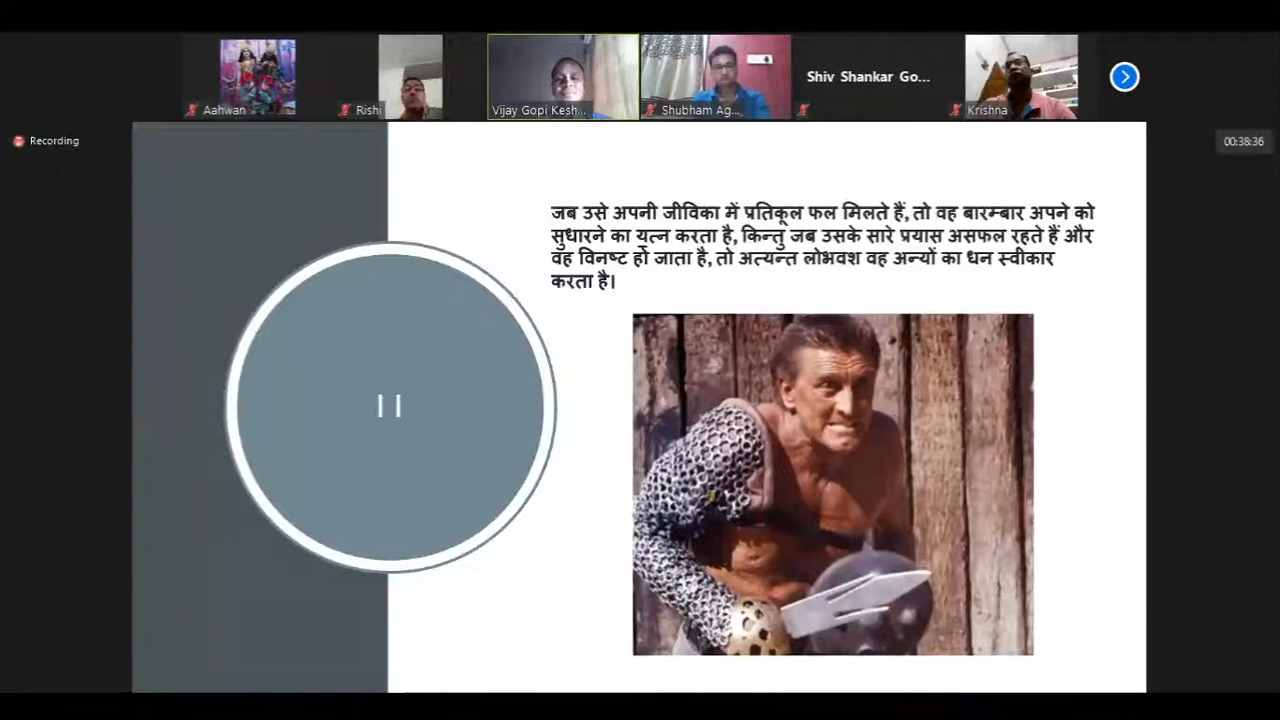 Aahwan
Rishi
Vijay Gopi Kesh...
Shubham Ag...
Shiv Shankar Go...
Krishna
Recording
00:38:36
जब उसे अपनी जीविका में प्रतिकूल फल मिलते हैं, तो वह बारम्बार अपने को
सुधारने का यत्न करता है, किन्तु जब उसके सारे प्रयास असफल रहते हैं और
वह विनष्ट हो जाता है, तो अत्यन्त लोभवश वह अन्यों का धन स्वीकार
करता है।
11